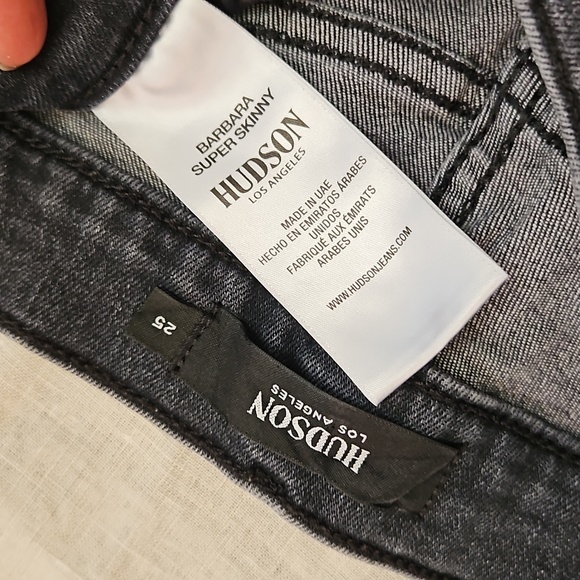 BARBARA
SUPER SKINNY
HUDSON
LOS ANGELES
MADE IN UAE
HECHO EN EMIRATOS ÁRABES
UNIDOS
FABRIQUÉ AUX ÉMIRATS
ARABES UNIS
WWW.HUDSONJEANS.COM
25
HUDSON
LOS ANGELES